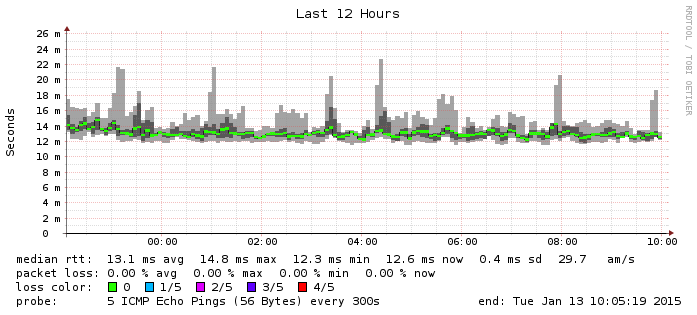 Last 12 Hours
RRDTOOL / TOBI OETIKER
Seconds
26 m
24 m
22 m
20 m
18 m
16 m
14 m
12 m
10 m
8 m
6 m
4 m
2 m
0
00:00 02:00 04:00 06:00 08:00 10:00
median rtt: 13.1 ms avg 14.8 ms max 12.3 ms min 12.6 ms now 0.4 ms sd 29.7 am/s
packet loss: 0.00 % avg 0.00 % max 0.00 % min 0.00 % now
loss color: 0 1/5 2/5 3/5 4/5
probe: 5 ICMP Echo Pings (56 Bytes) every 300s end: Tue Jan 13 10:05:19 2015